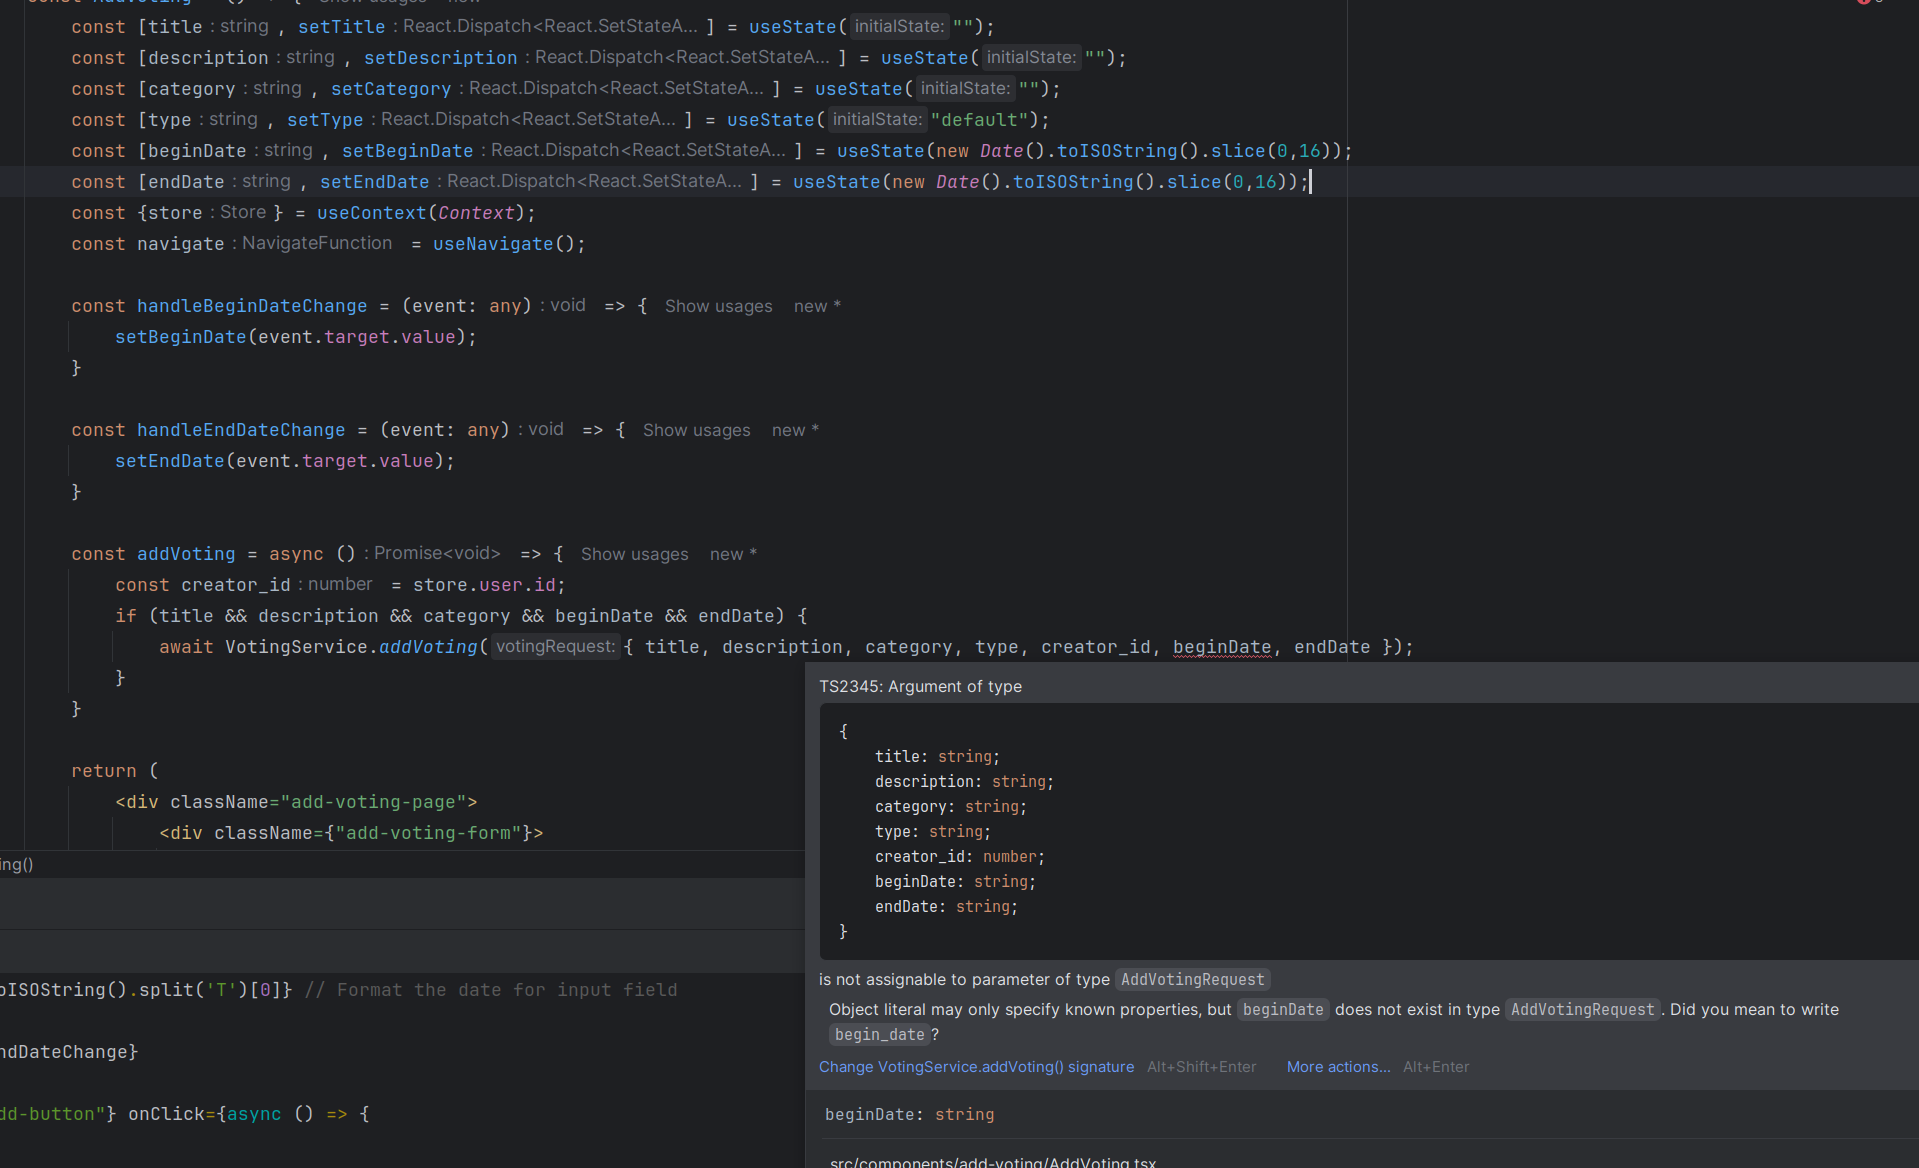 const [title : string , setTitle : React.Dispatch<React.SetStateA... ] = useState( initialState: "");
const [description : string , setDescription : React.Dispatch<React.SetStateA... ] = useState( initialState: "");
const [category : string , setCategory : React.Dispatch<React.SetStateA... ] = useState( initialState: "");
const [type : string , setType : React.Dispatch<React.SetStateA... ] = useState( initialState: "default");
const [beginDate : string , setBeginDate : React.Dispatch<React.SetStateA... ] = useState(new Date().toISOString().slice(0,16));
const [endDate : string , setEndDate : React.Dispatch<React.SetStateA... ] = useState(new Date().toISOString().slice(0,16));
const {store : Store } = useContext(Context);
const navigate : NavigateFunction = useNavigate();
const handleBeginDateChange = (event: any) : void => { Show usages new *
setBeginDate(event.target.value);
}
const handleEndDateChange = (event: any) : void => { Show usages new *
setEndDate(event.target.value);
}
const addVoting = async () : Promise<void> => { Show usages new *
const creator_id : number = store.user.id;
if (title && description && category && beginDate && endDate) {
await VotingService.addVoting( votingRequest: { title, description, category, type, creator_id, beginDate, endDate });
}
}
return (
<div className="add-voting-page">
<div className={"add-voting-form"}>
ing()
oISOString().split('T')[0]} // Format the date for input field
ndDateChange}
dd-button"} onClick={async () => {
TS2345: Argument of type
{
title: string;
description: string;
category: string;
type: string;
creator_id: number;
beginDate: string;
endDate: string;
}
is not assignable to parameter of type AddVotingRequest
Object literal may only specify known properties, but beginDate does not exist in type AddVotingRequest. Did you mean to write
begin_date?
Change VotingService.addVoting() signature Alt+Shift+Enter More actions... Alt+Enter
beginDate: string
src/components/add-voting/AddVoting.tsx